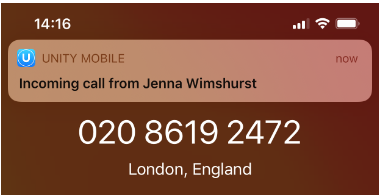 14:16
UNITY MOBILE now
Incoming call from Jenna Wimshurst
020 8619 2472
London, England